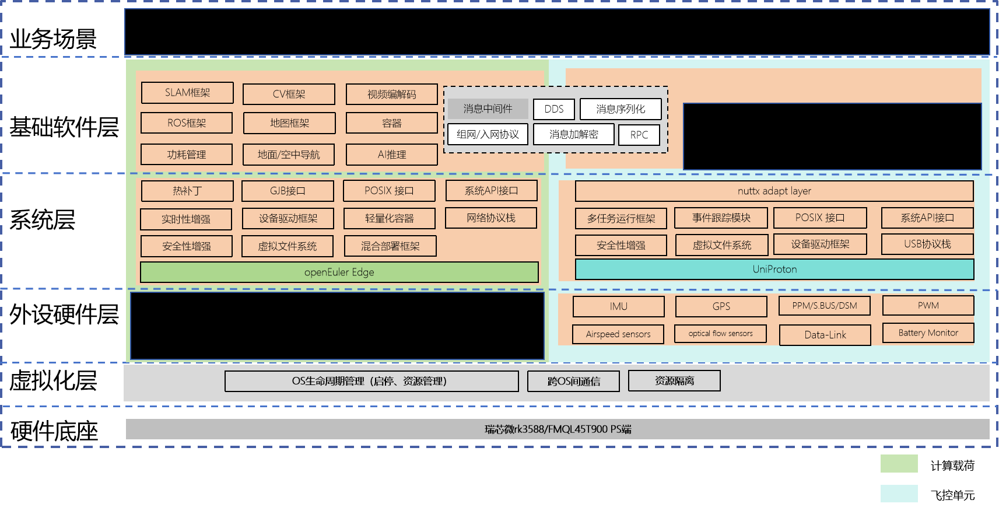 业务场景
基础软件层
SLAM框架
CV框架
视频编解码
ROS框架
地图框架
容器
功耗管理
地面/空中导航
AI推理
消息中间件
DDS
消息序列化
组网/入网协议
消息加解密
RPC
系统层
热补丁
GJB接口
POSIX 接口
系统API接口
实时性增强
设备驱动框架
轻量化容器
网络协议栈
安全性增强
虚拟文件系统
混合部署框架
openEuler Edge
nuttx adapt layer
多任务运行框架
事件跟踪模块
POSIX 接口
系统API接口
安全性增强
虚拟文件系统
设备驱动框架
USB协议栈
UniProton
外设硬件层
IMU
GPS
PPM/S.BUS/DSM
PWM
Airspeed sensors
optical flow sensors
Data-Link
Battery Monitor
虚拟化层
OS生命周期管理（启停、资源管理）
跨OS间通信
资源隔离
硬件底座
瑞芯微rk3588/FMQL45T900 PS端
计算载荷
飞控单元